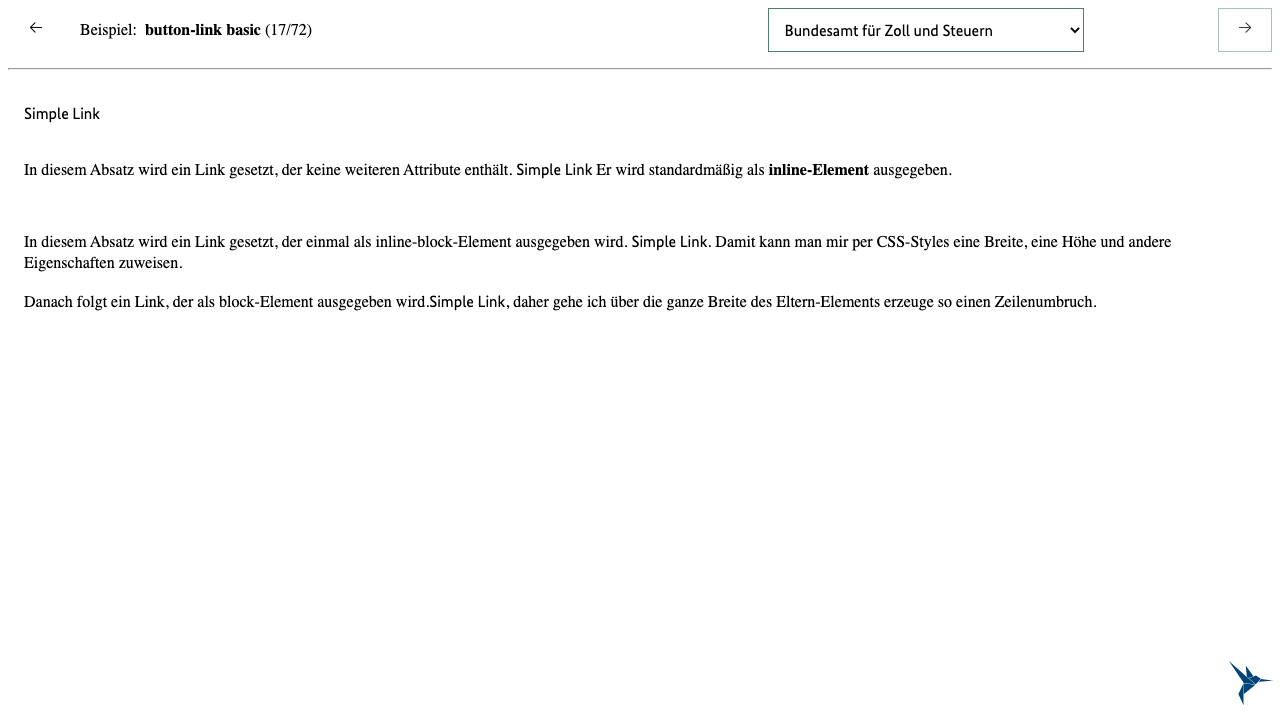 Beispiel: button-link basic (17/72)
Bundesamt für Zoll und Steuern
Simple Link
In diesem Absatz wird ein Link gesetzt, der keine weiteren Attribute enthält. Simple Link Er wird standardmäßig als inline-Element ausgegeben.
In diesem Absatz wird ein Link gesetzt, der einmal als inline-block-Element ausgegeben wird. Simple Link. Damit kann man mir per CSS-Styles eine Breite, eine Höhe und andere
Eigenschaften zuweisen.
Danach folgt ein Link, der als block-Element ausgegeben wird.Simple Link, daher gehe ich über die ganze Breite des Eltern-Elements erzeuge so einen Zeilenumbruch.